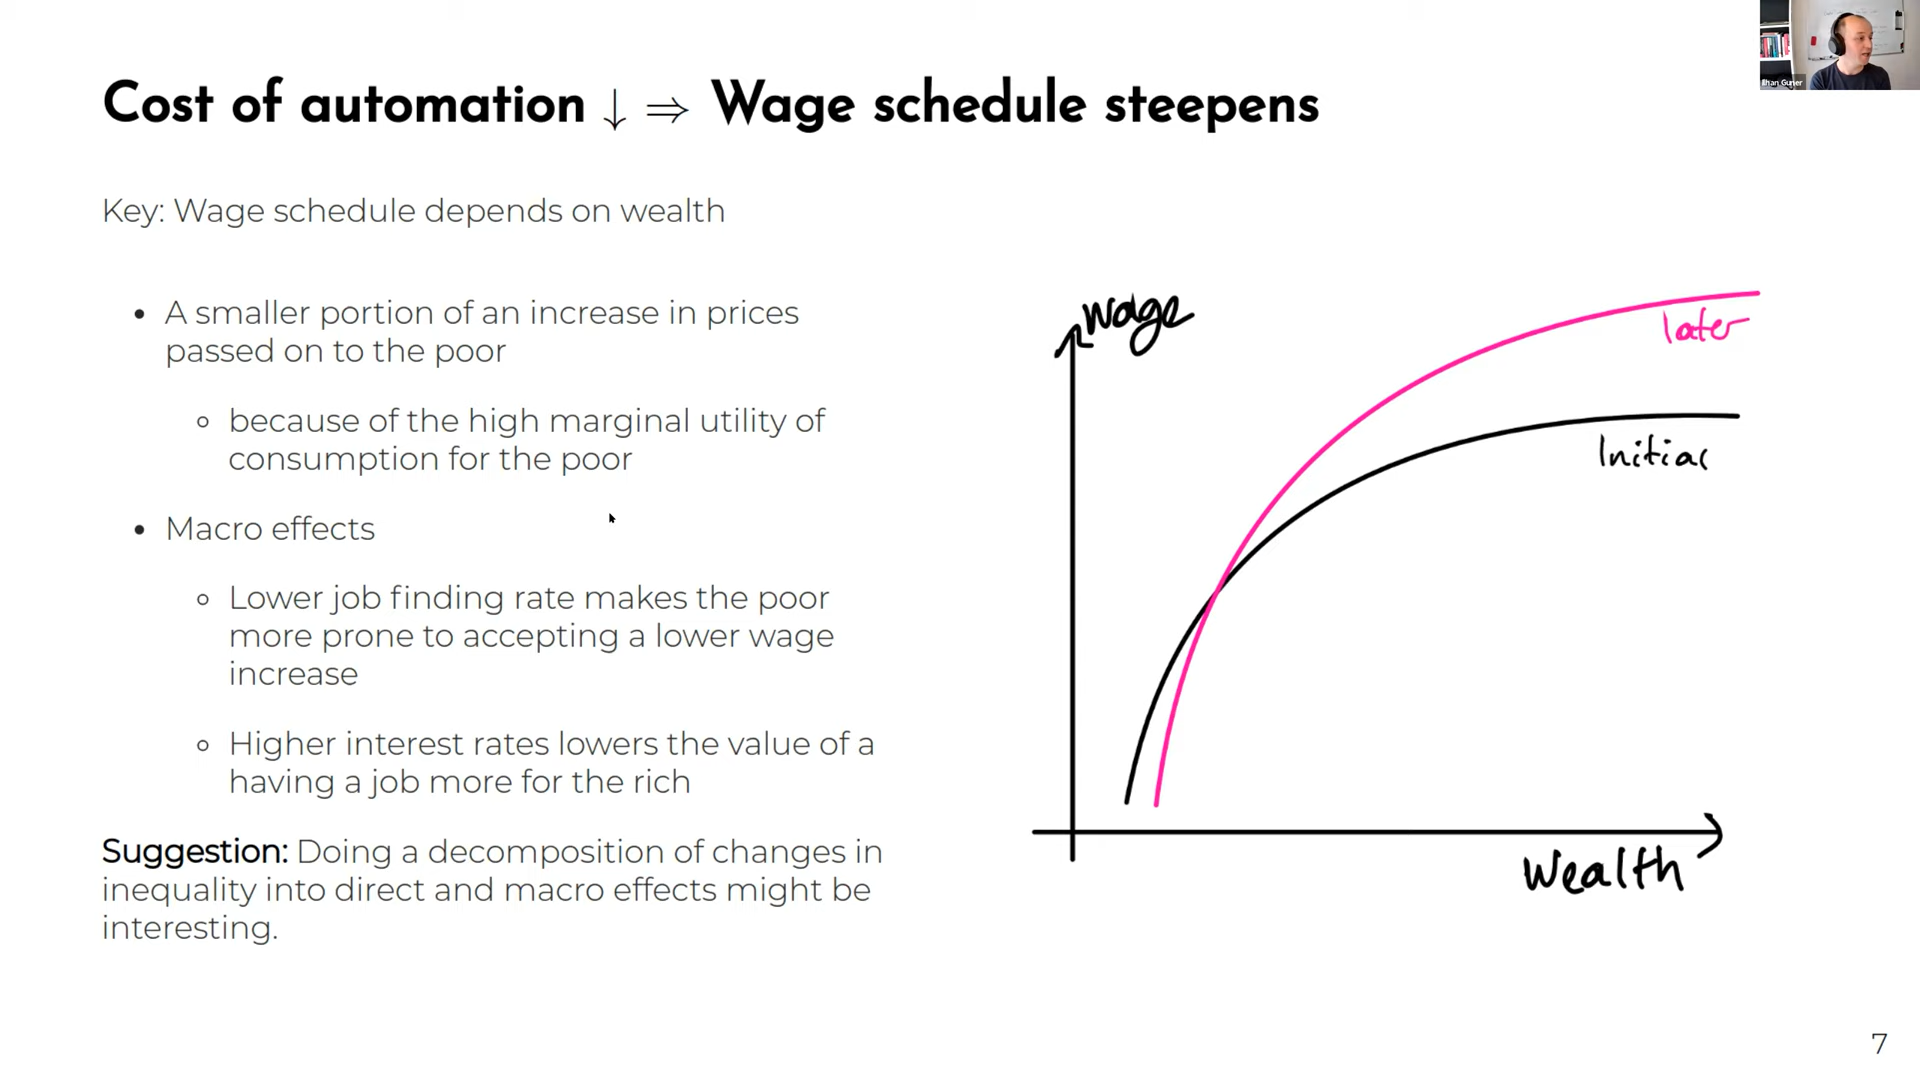 Ilhan Guner
Cost of automation ↓ ⇒ Wage schedule steepens
Key: Wage schedule depends on wealth
• A smaller portion of an increase in prices
passed on to the poor
◦ because of the high marginal utility of
consumption for the poor
• Macro effects
◦ Lower job finding rate makes the poor
more prone to accepting a lower wage
increase
◦ Higher interest rates lowers the value of a
having a job more for the rich
Suggestion: Doing a decomposition of changes in
inequality into direct and macro effects might be
interesting.
wage
later
Initial
Wealth
7